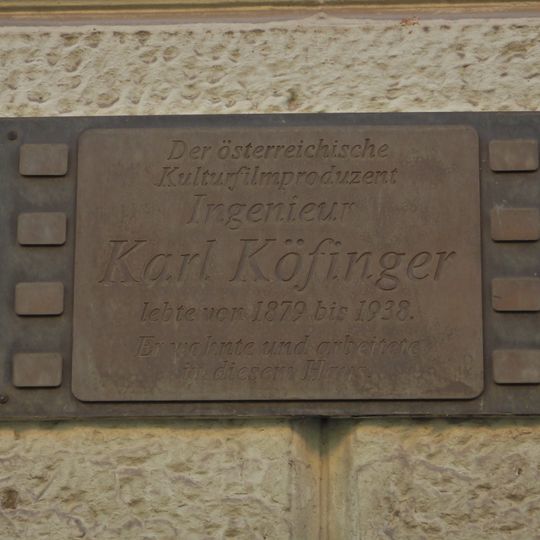 Der österreichische
Kulturfilmproduzent
Ingenieur
Karl Köfinger
lebte von 1879 bis 1938.
Er wohnte und arbeitete
in diesem Haus.